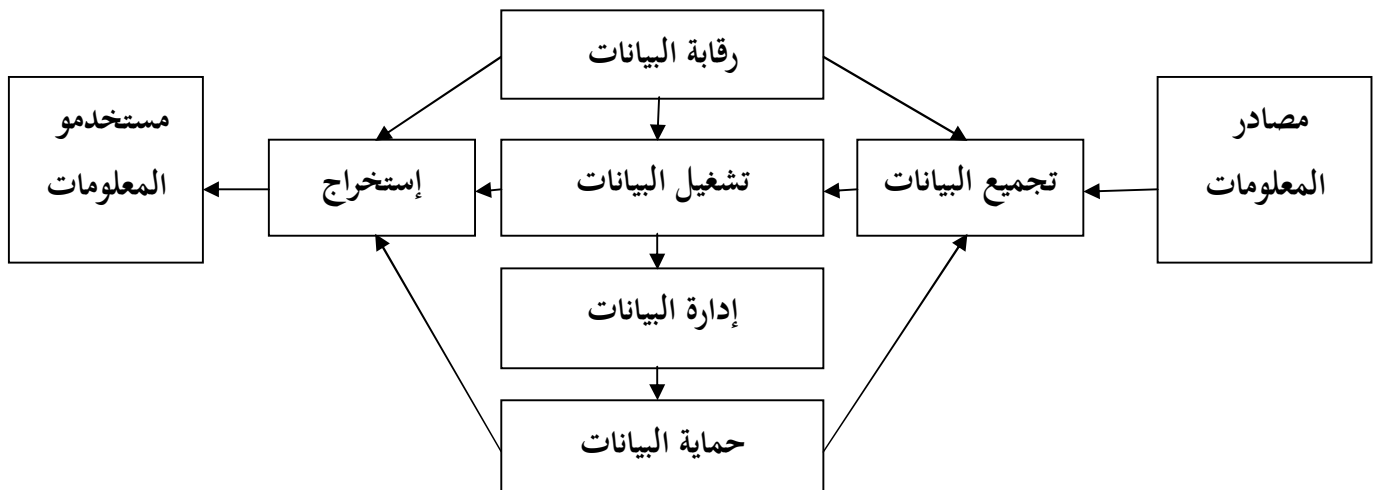 رقابة البيانات
مصادر
المعلومات
تجميع البيانات
تشغيل البيانات
إستخراج
مستخدمو
المعلومات
إدارة البيانات
حماية البيانات